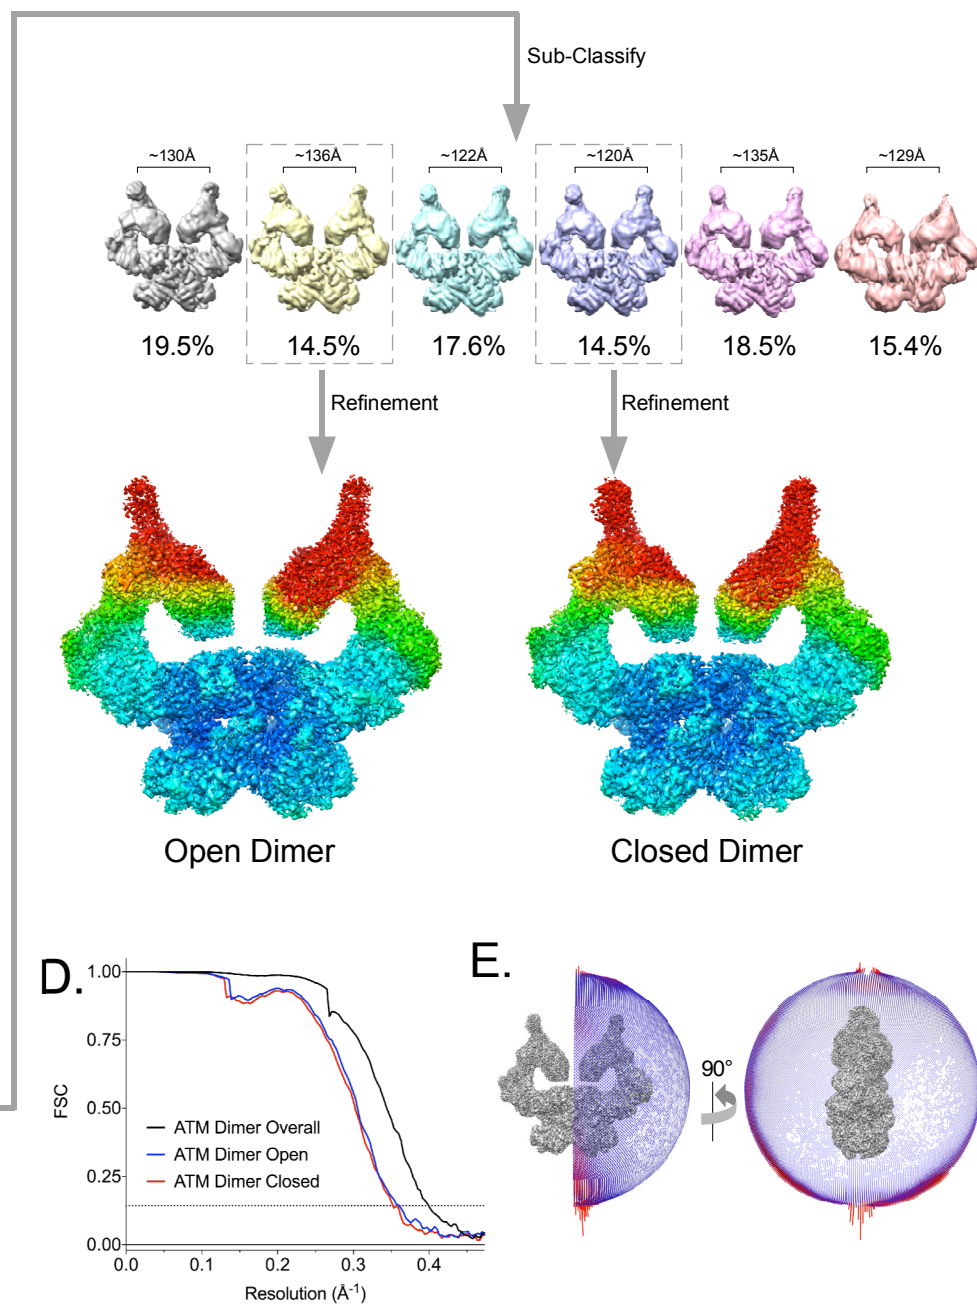 Sub-Classify
~130Å ~136Å ~122Å ~120Å ~135Å ~129Å
19.5% 14.5% 17.6% 14.5% 18.5% 15.4%
Refinement Refinement
Open Dimer Closed Dimer
D. E.
1.00
0.75
0.50
0.25
0.00
FSC
ATM Dimer Overall
ATM Dimer Open
ATM Dimer Closed
0.0 0.1 0.2 0.3 0.4
Resolution (Å⁻¹)
90°